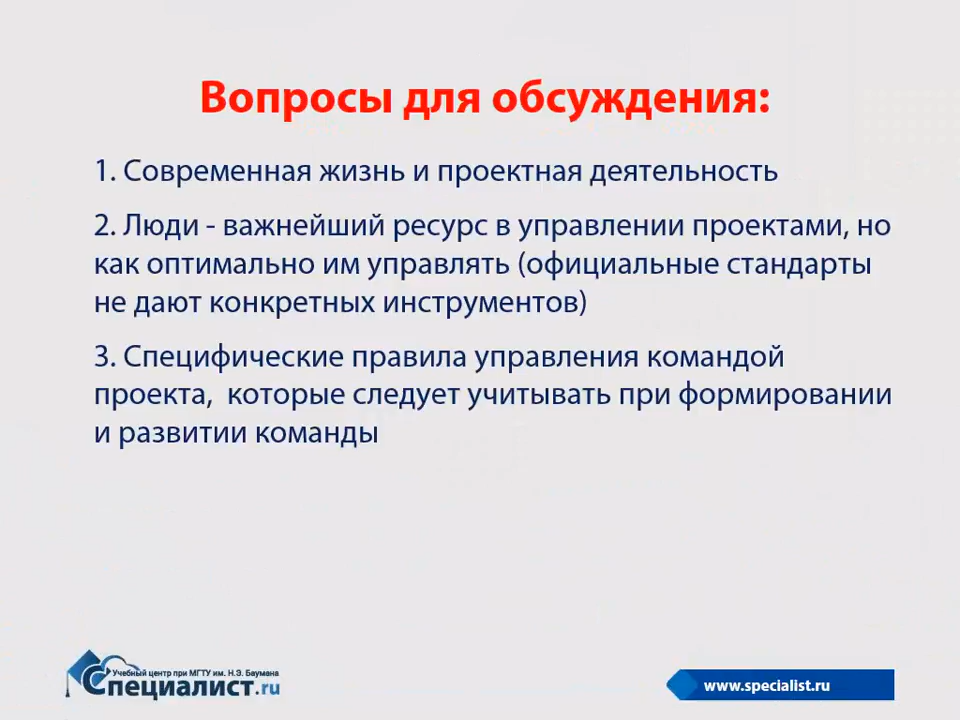 Вопросы для обсуждения:
1. Современная жизнь и проектная деятельность
2. Люди - важнейший ресурс в управлении проектами, но
как оптимально им управлять (официальные стандарты
не дают конкретных инструментов)
3. Специфические правила управления командой
проекта,  которые следует учитывать при формировании
и развитии команды
Учебный центр при МГТУ им. Н.Э. Баумана
Специалист.ru
www.specialist.ru